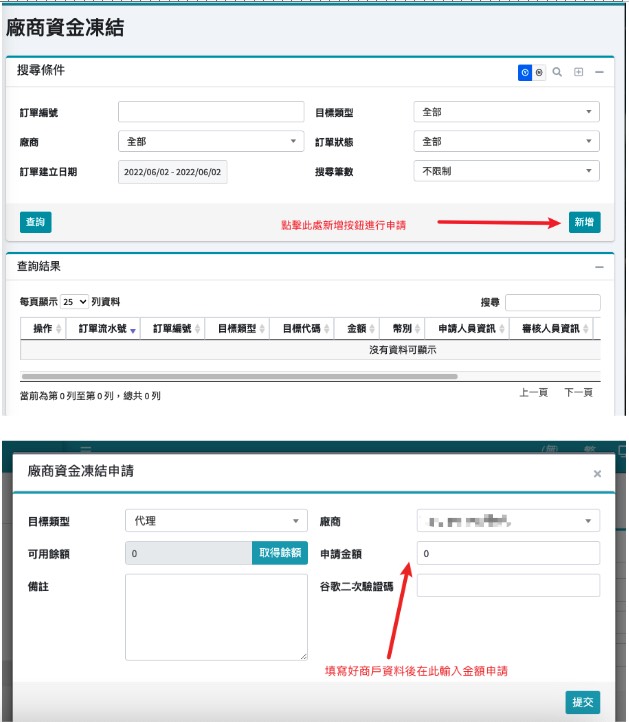 廠商資金凍結
搜尋條件
訂單編號
目標類型 全部
廠商 全部
訂單狀態 全部
訂單建立日期 2022/06/02 - 2022/06/02
搜尋筆數 不限制
查詢
點擊此處新增按鈕進行申請
新增
查詢結果
每頁顯示 25 列資料
搜尋
操作 訂單流水號 訂單編號 目標類型 目標代碼 金額 幣別 申請人員資訊 審核人員資訊
沒有資料可顯示
當前為第 0 列至第 0 列，總共 0 列
上一頁 下一頁
廠商資金凍結申請
×
目標類型 代理
廠商
可用餘額 0 取得餘額
申請金額 0
備註
谷歌二次驗證碼
填寫好商戶資料後在此輸入金額申請
提交